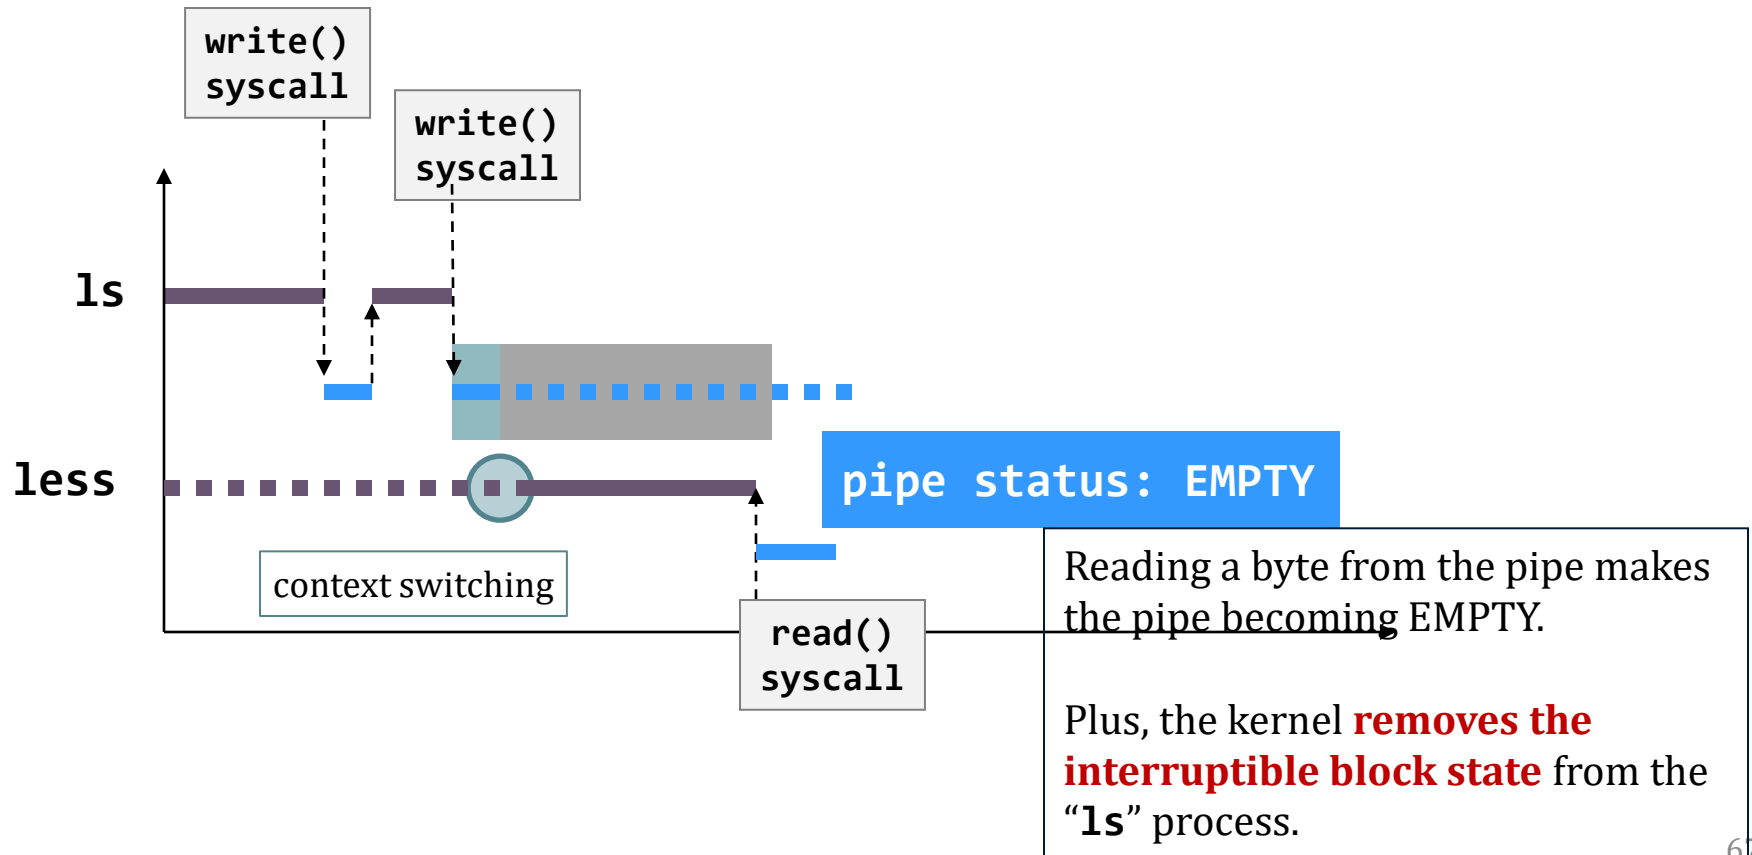 write()
syscall
write()
syscall
ls
less
pipe status: EMPTY
context switching
read()
syscall
Reading a byte from the pipe makes
the pipe becoming EMPTY.
Plus, the kernel removes the
interruptible block state from the
“ls” process.